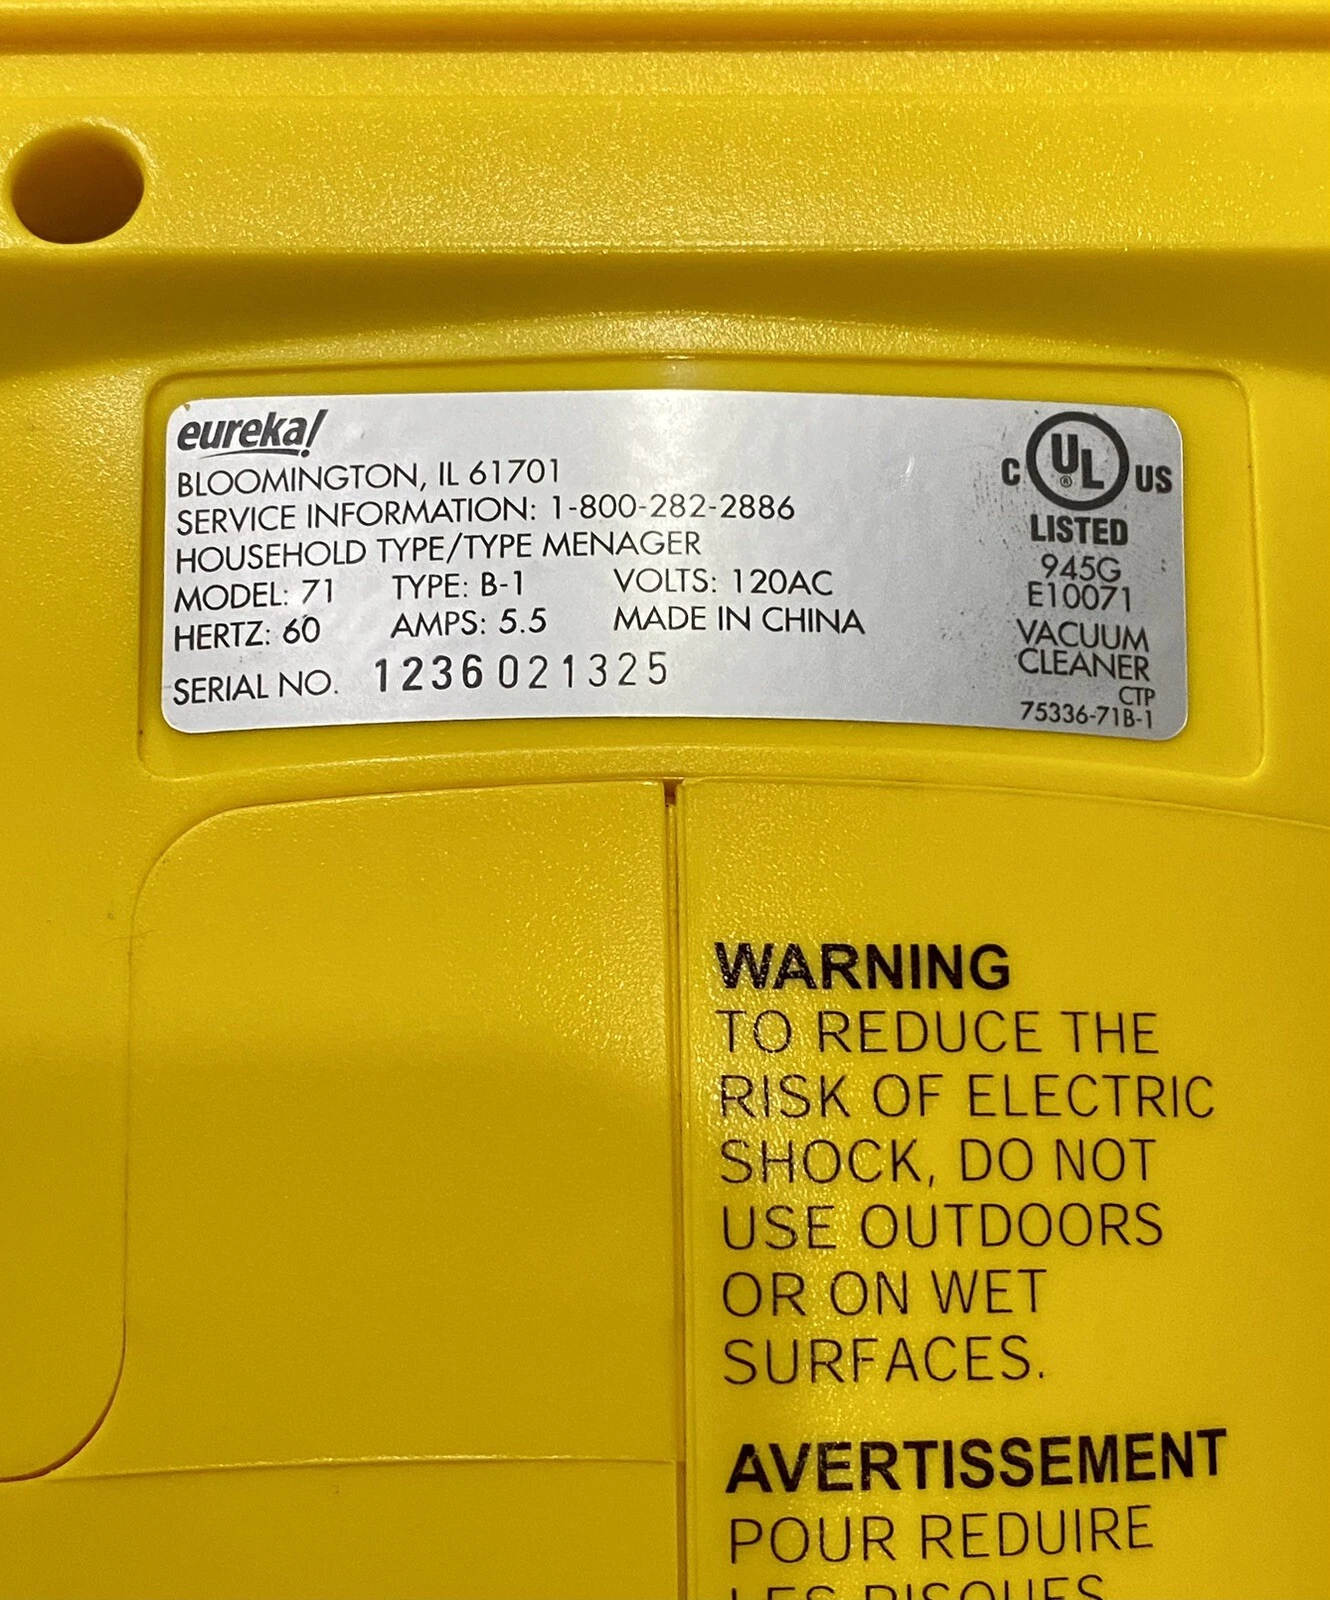 eureka!
BLOOMINGTON, IL 61701
SERVICE INFORMATION: 1-800-282-2886
HOUSEHOLD TYPE/TYPE MENAGER
MODEL: 71 TYPE: B-1 VOLTS: 120AC
HERTZ: 60 AMPS: 5.5 MADE IN CHINA
SERIAL NO. 1236021325
C UL ® US
LISTED
945G
E10071
VACUUM
CLEANER
CTP
75336-71B-1
WARNING
TO REDUCE THE
RISK OF ELECTRIC
SHOCK, DO NOT
USE OUTDOORS
OR ON WET
SURFACES.
AVERTISSEMENT
POUR REDUIRE
LES RISQUES